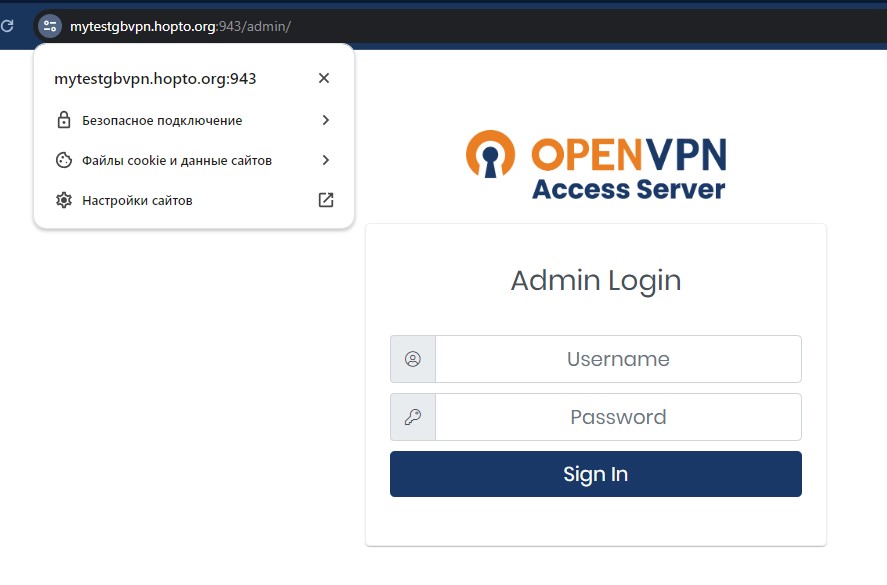 mytestgbvpn.hopto.org:943/admin/
mytestgbvpn.hopto.org:943
Безопасное подключение
Файлы cookie и данные сайтов
Настройки сайтов
OPENVPN
Access Server
Admin Login
Username
Password
Sign In